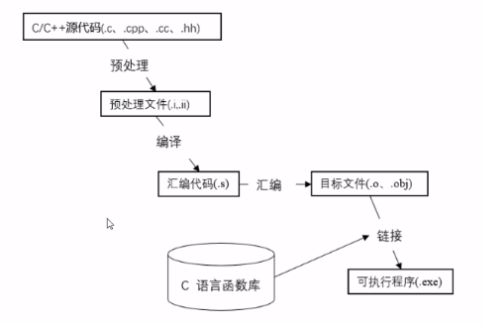 C/C++源代码(.c、.cpp、.cc、.hh)
预处理
预处理文件(.i,.ii)
编译
汇编代码(.s)
汇编
目标文件(.o、.obj)
链接
C 语言函数库
可执行程序(.exe)